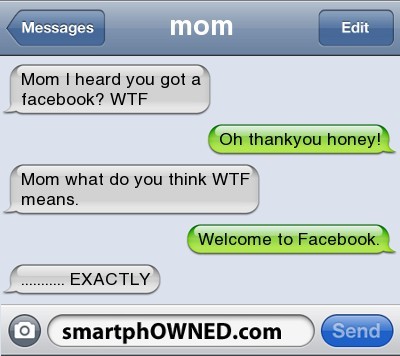 Messages
mom
Edit
Mom I heard you got a
facebook? WTF
Oh thankyou honey!
Mom what do you think WTF
means.
Welcome to Facebook.
........... EXACTLY
smartphOWNED.com
Send